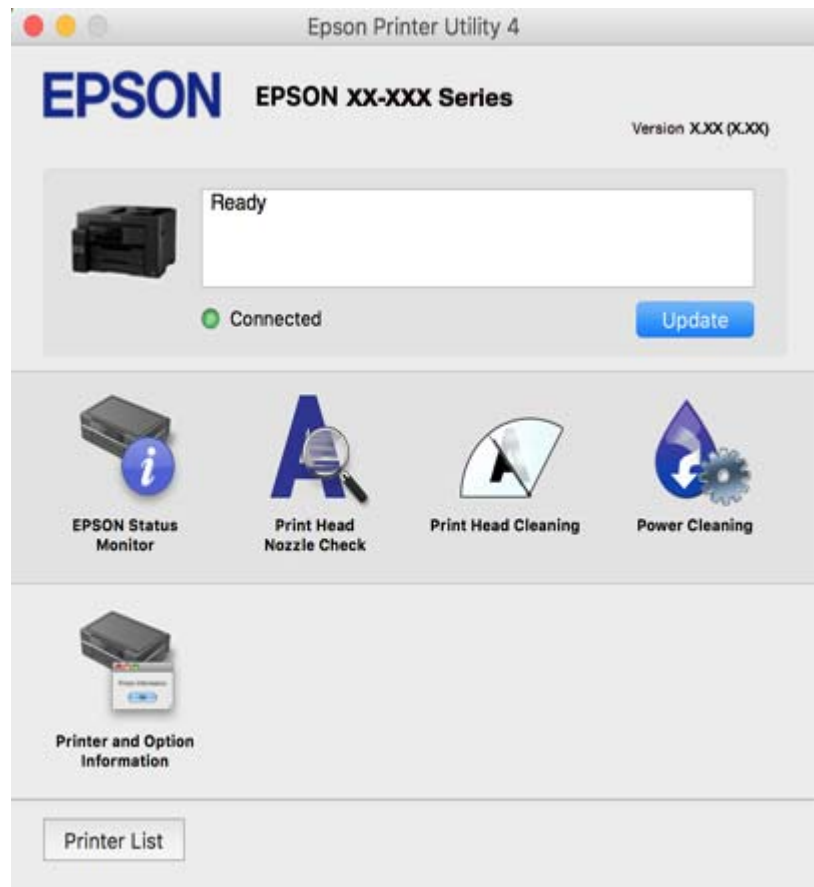 Epson Printer Utility 4
EPSON
EPSON XX-XXX Series
Version X.XX (X.XX)
Ready
Connected
Update
EPSON Status
Monitor
Print Head
Nozzle Check
Print Head Cleaning
Power Cleaning
Printer and Option
Information
Printer List